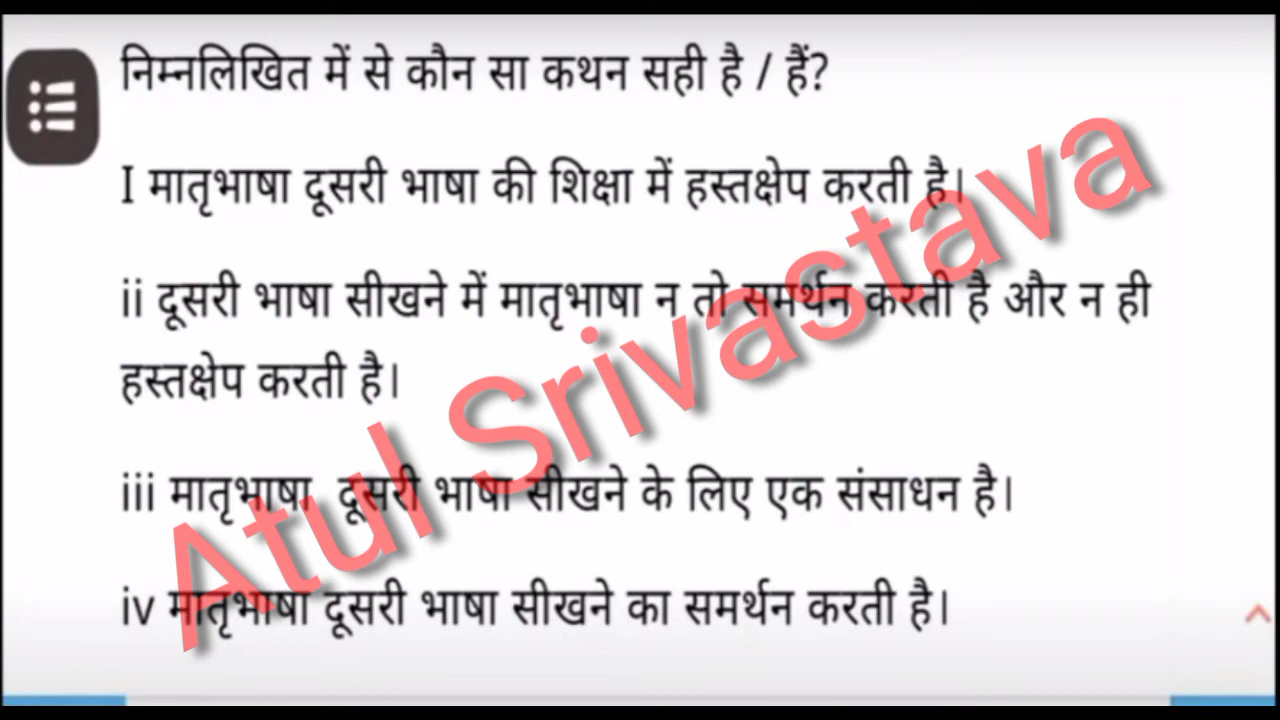 निम्नलिखित में से कौन सा कथन सही है / हैं?
I मातृभाषा दूसरी भाषा की शिक्षा में हस्तक्षेप करती है।
ii दूसरी भाषा सीखने में मातृभाषा न तो समर्थन करती है और न ही
हस्तक्षेप करती है।
iii मातृभाषा दूसरी भाषा सीखने के लिए एक संसाधन है।
iv मातृभाषा दूसरी भाषा सीखने का समर्थन करती है।
Atul Srivastava